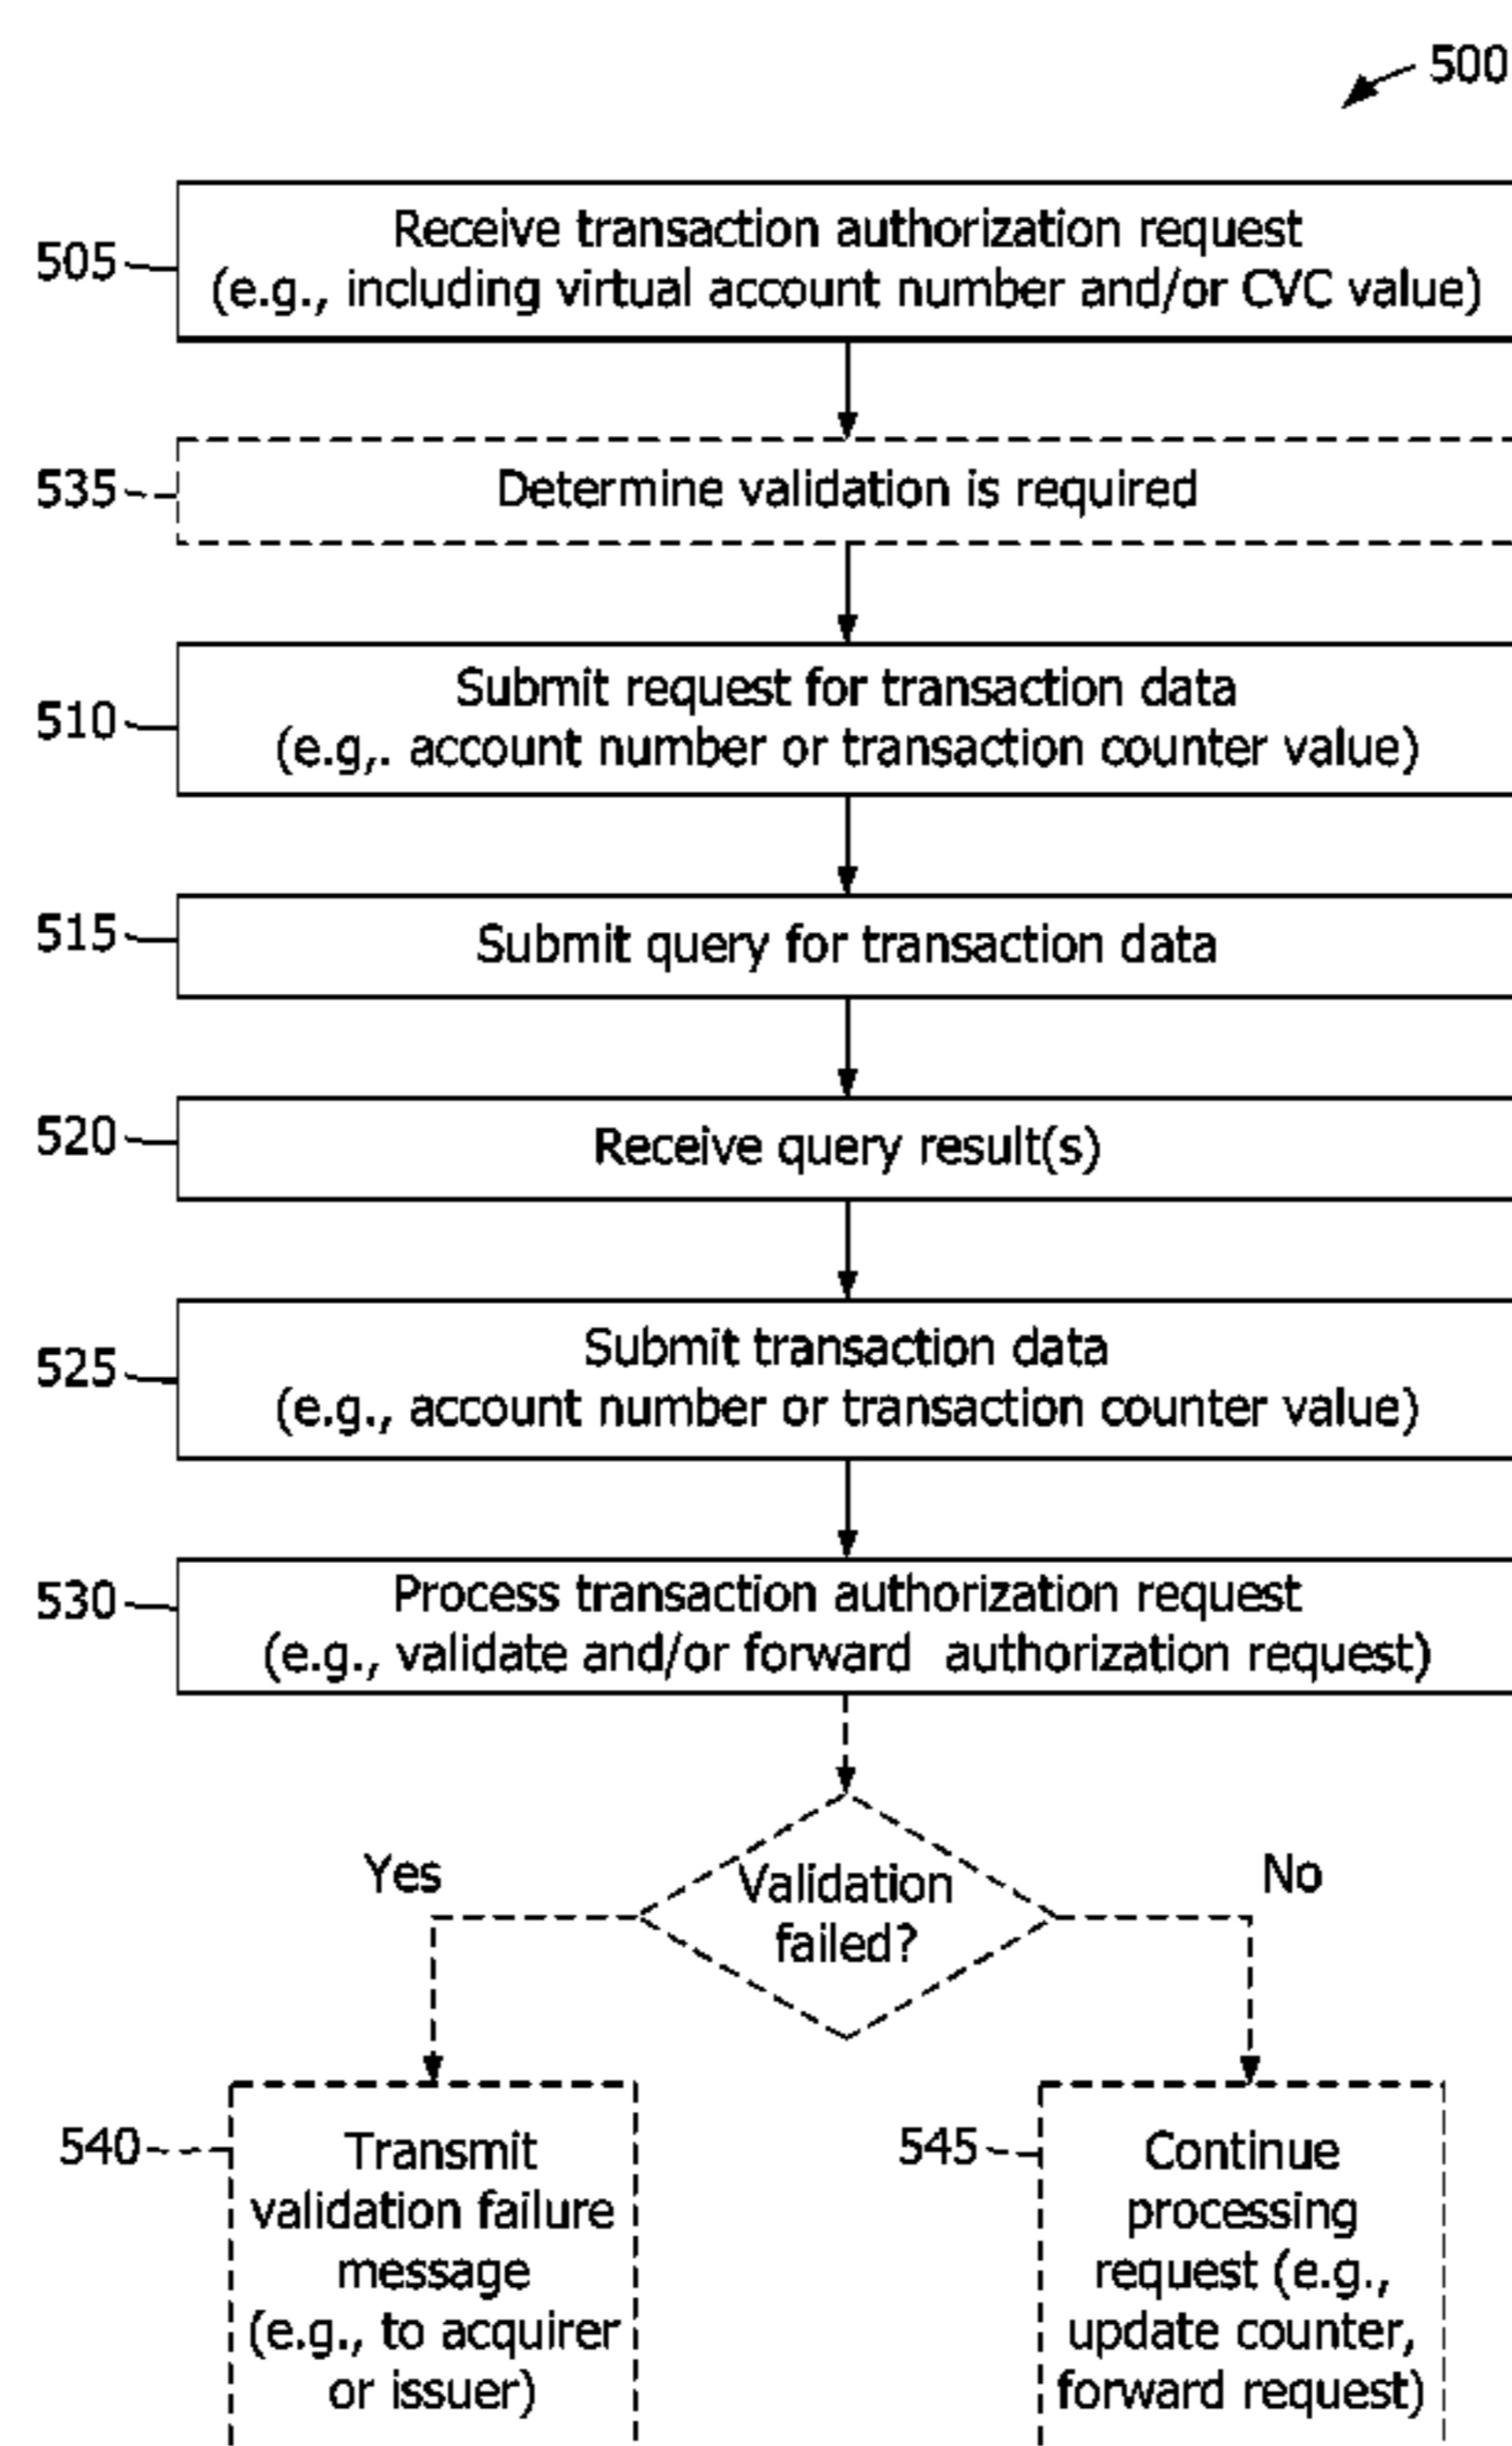 500
505
Receive transaction authorization request
(e.g., including virtual account number and/or CVC value)
535
Determine validation is required
510
Submit request for transaction data
(e.g,. account number or transaction counter value)
515
Submit query for transaction data
520
Receive query result(s)
525
Submit transaction data
(e.g., account number or transaction counter value)
530
Process transaction authorization request
(e.g., validate and/or forward authorization request)
Validation
failed?
Yes
No
540
Transmit
validation failure
message
(e.g., to acquirer
or issuer)
545
Continue
processing
request (e.g.,
update counter,
forward request)